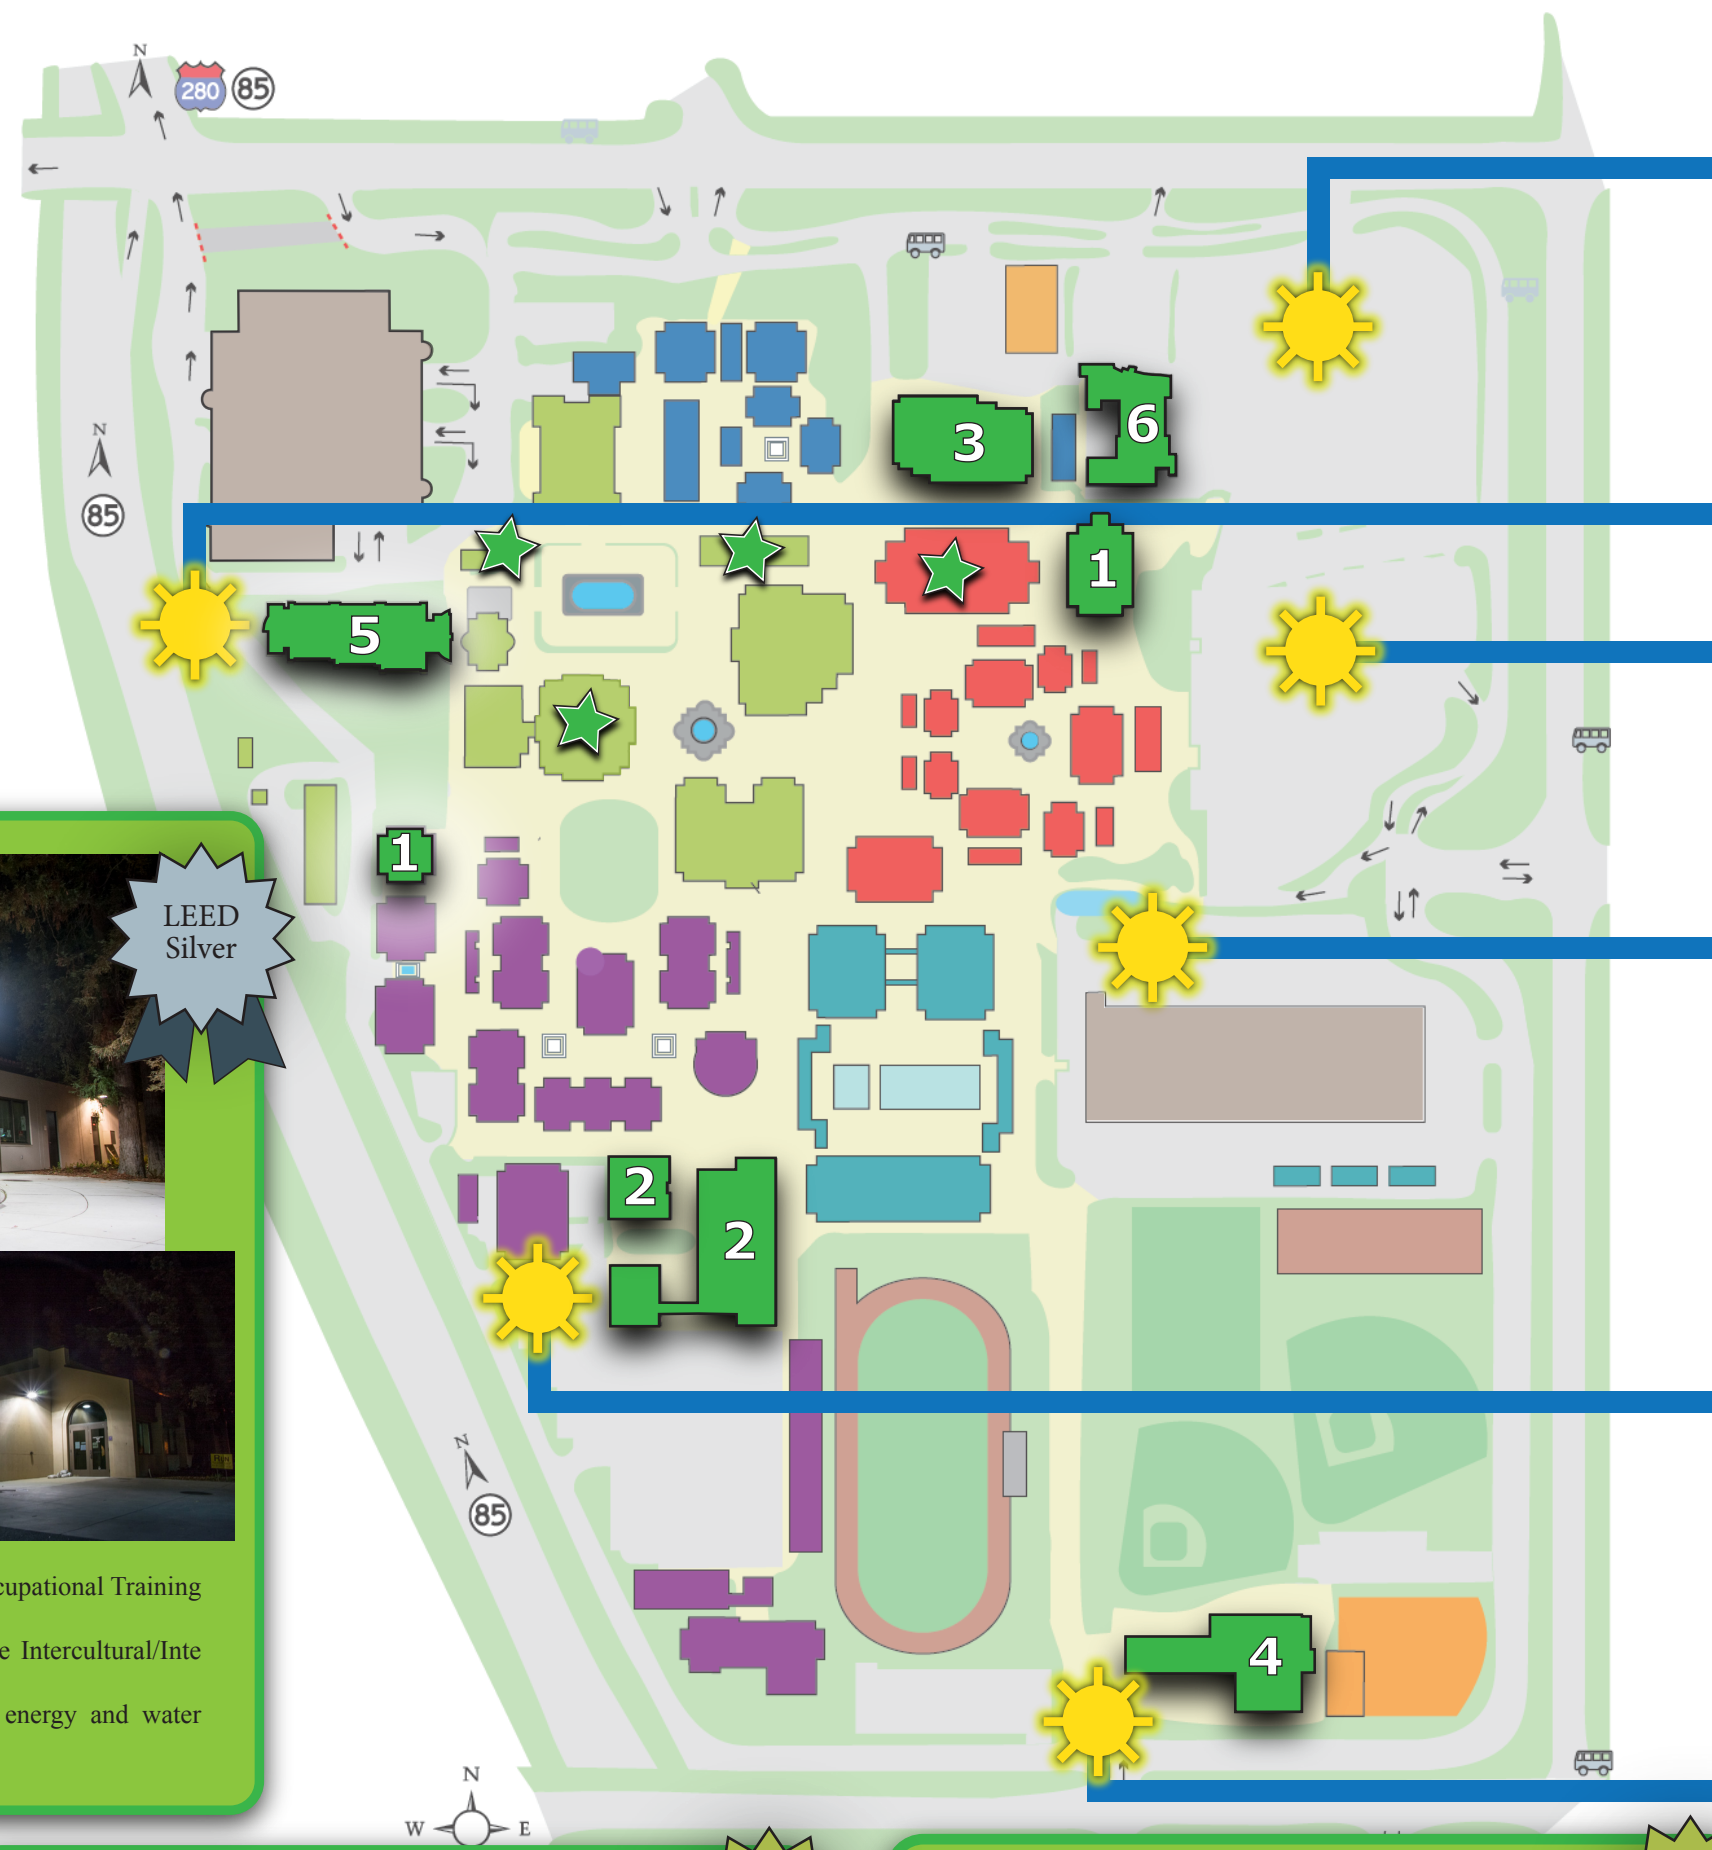 N
280 85
3
6
N
85
1
5
1
LEED
Silver
2
2
N
85
cupational Training
e Intercultural/Inte
4
energy and water
N
W E